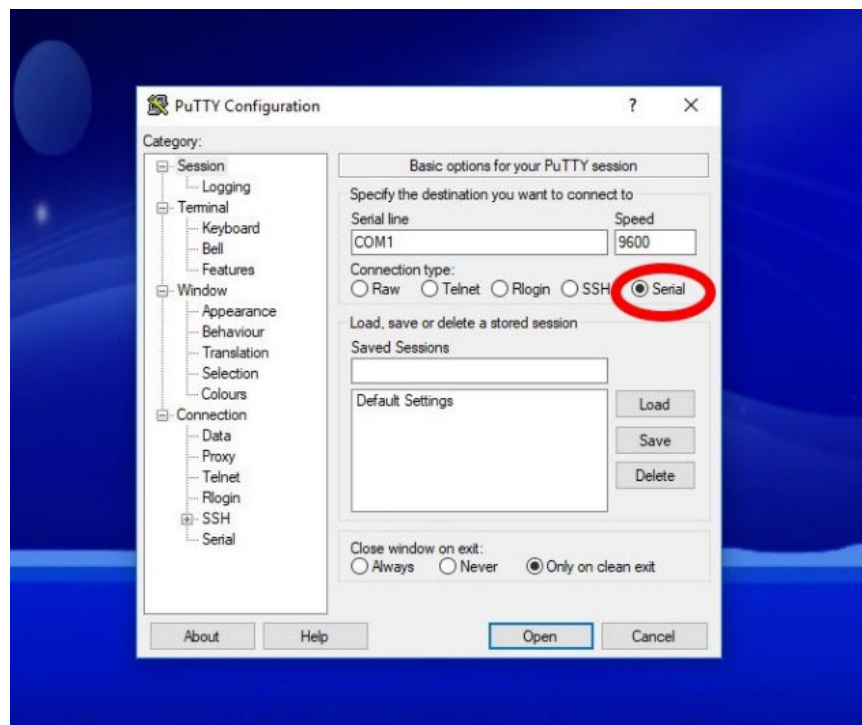 PuTTY Configuration ? ×
Category:
Session
Logging
Terminal
Keyboard
Bell
Features
Window
Appearance
Behaviour
Translation
Selection
Colours
Connection
Data
Proxy
Telnet
Rlogin
SSH
Serial
Basic options for your PuTTY session
Specify the destination you want to connect to
Serial line Speed
COM1 9600
Connection type:
Raw Telnet Rlogin SSH Serial
Load, save or delete a stored session
Saved Sessions
Default Settings
Load
Save
Delete
Close window on exit:
Always Never Only on clean exit
About Help Open Cancel